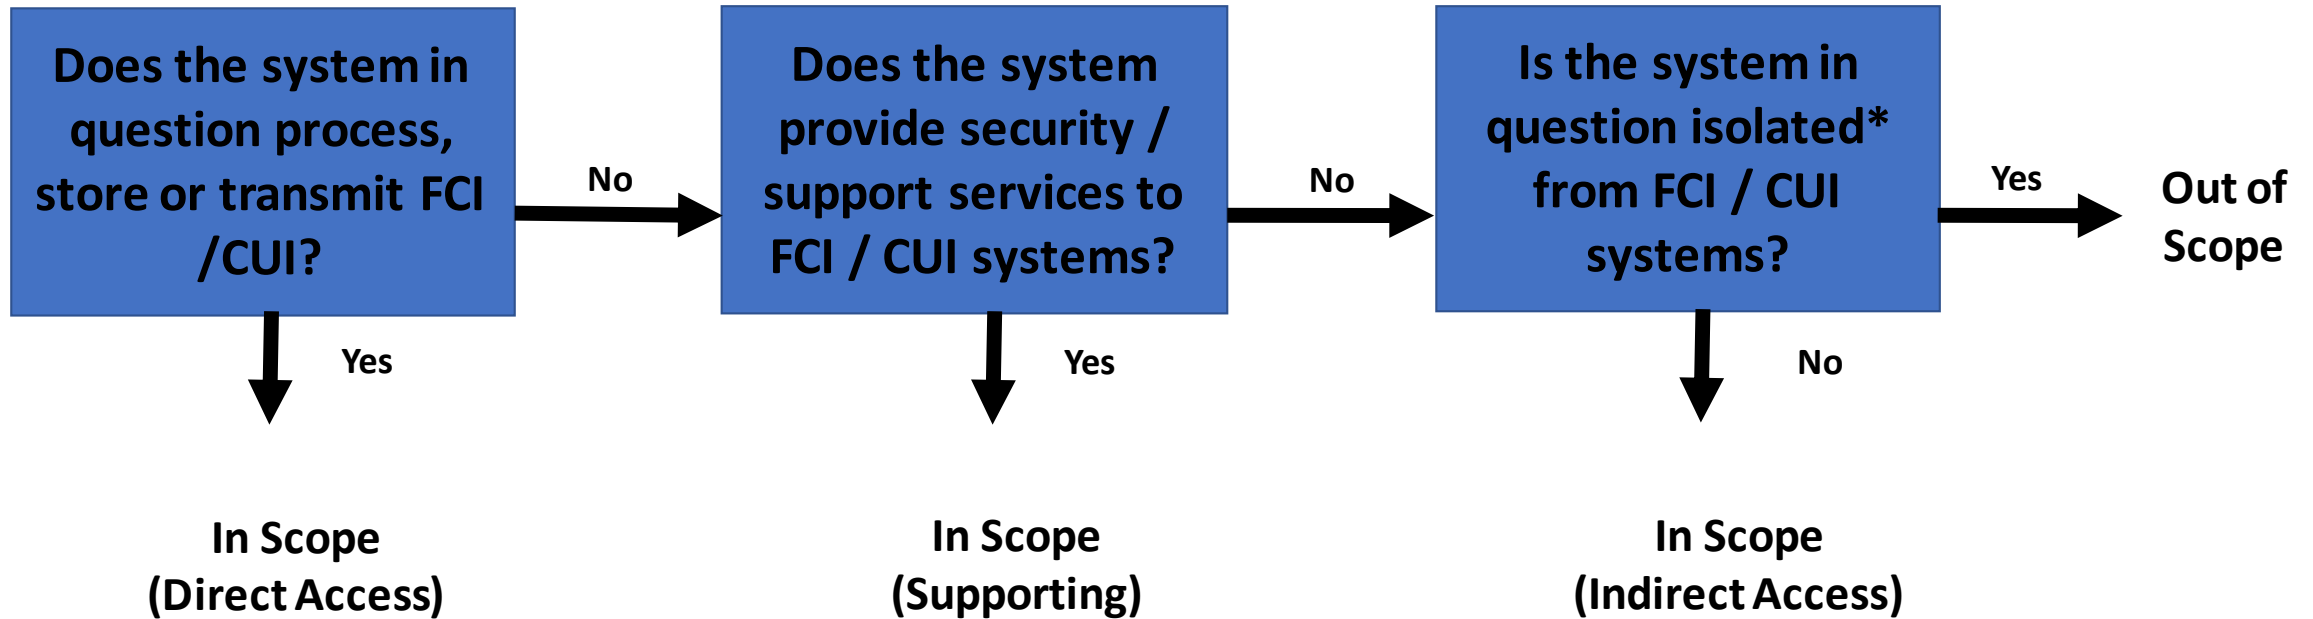 Does the system in
question process,
store or transmit FCI
/CUI?
No
Does the system
provide security /
support services to
FCI / CUI systems?
No
Is the system in
question isolated*
from FCI / CUI
systems?
Yes
Out of
Scope
Yes
Yes
No
In Scope
(Direct Access)
In Scope
(Supporting)
In Scope
(Indirect Access)